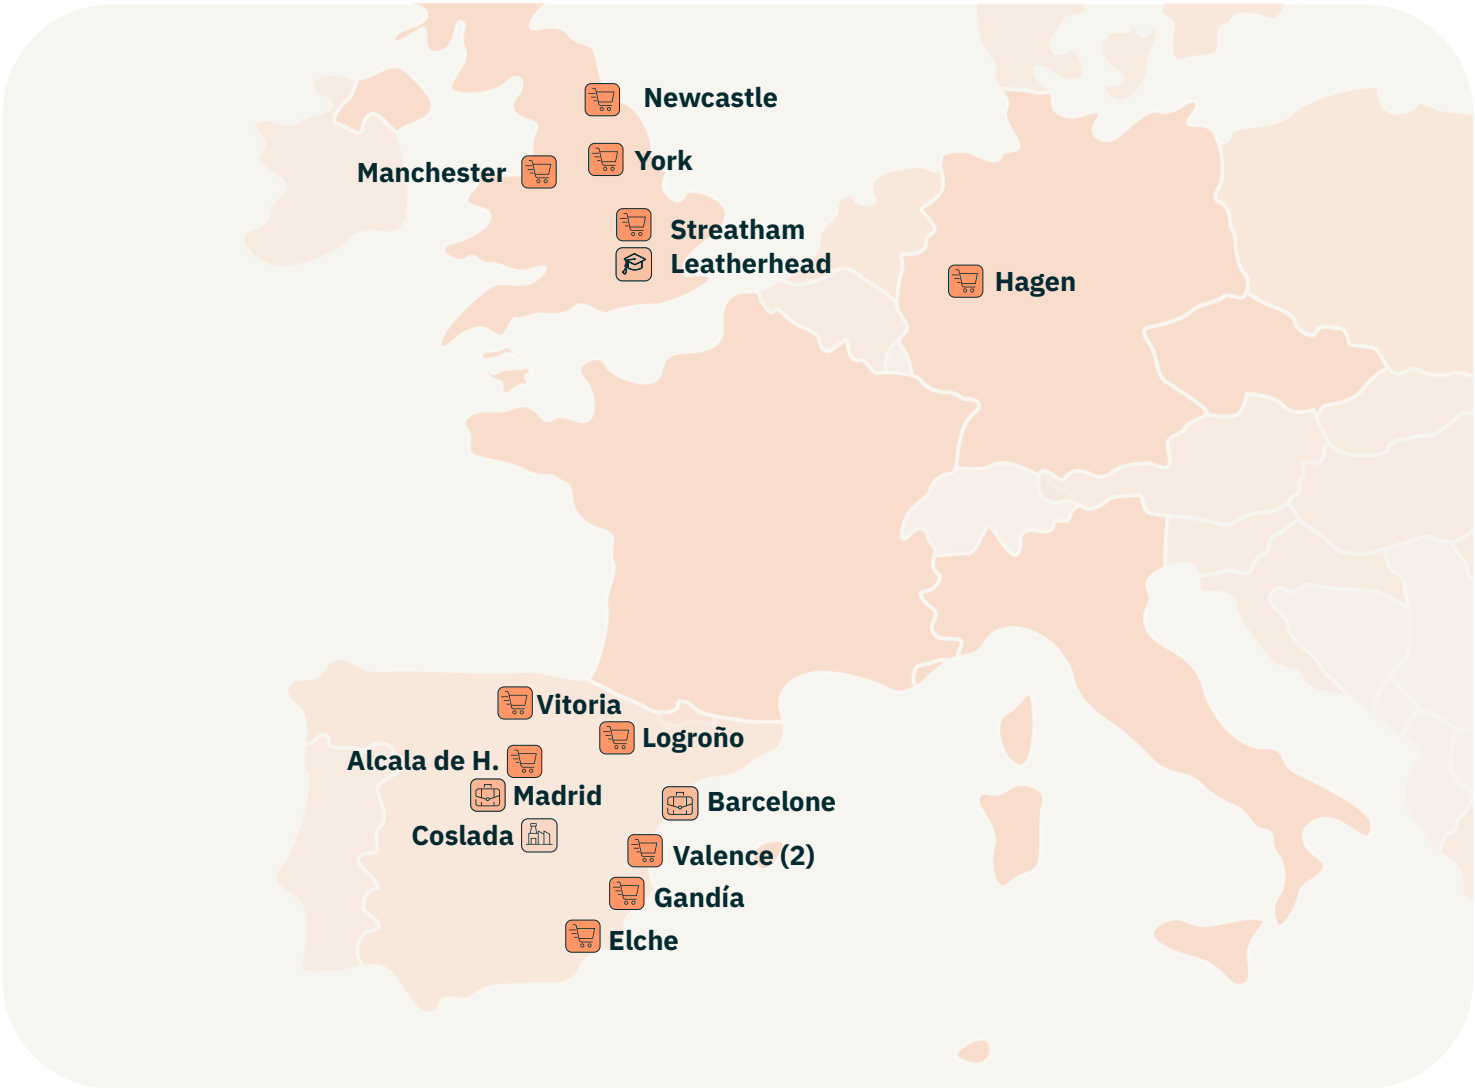 Newcastle
York
Manchester
Streatham
Leatherhead
Hagen
Vitoria
Logroño
Alcala de H.
Madrid
Barcelone
Coslada
Valence (2)
Gandía
Elche